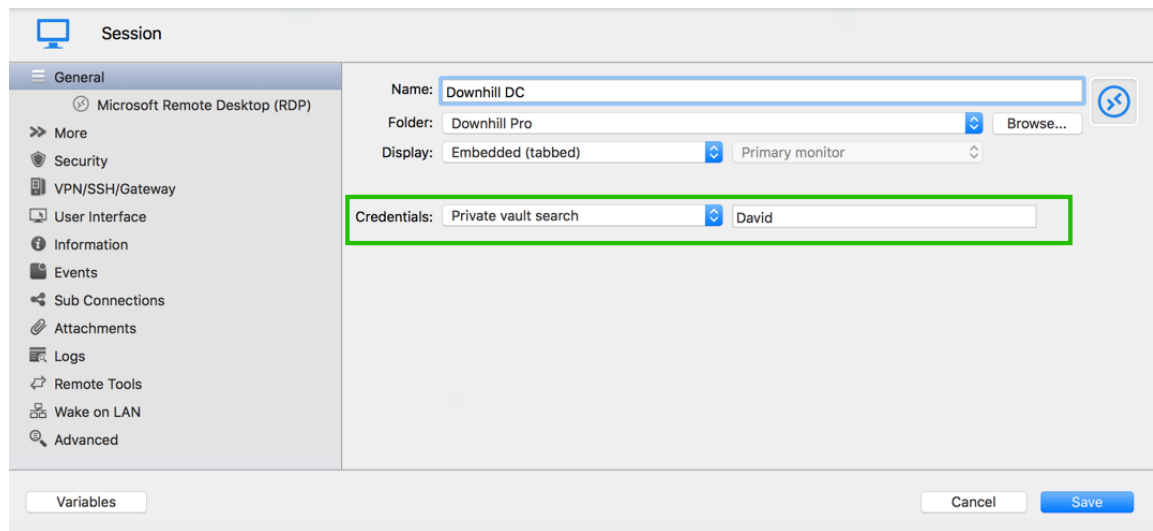 Session
General
Microsoft Remote Desktop (RDP)
More
Security
VPN/SSH/Gateway
User Interface
Information
Events
Sub Connections
Attachments
Logs
Remote Tools
Wake on LAN
Advanced
Name: Downhill DC
Folder: Downhill Pro Browse...
Display: Embedded (tabbed) Primary monitor
Credentials: Private vault search David
Variables Cancel Save